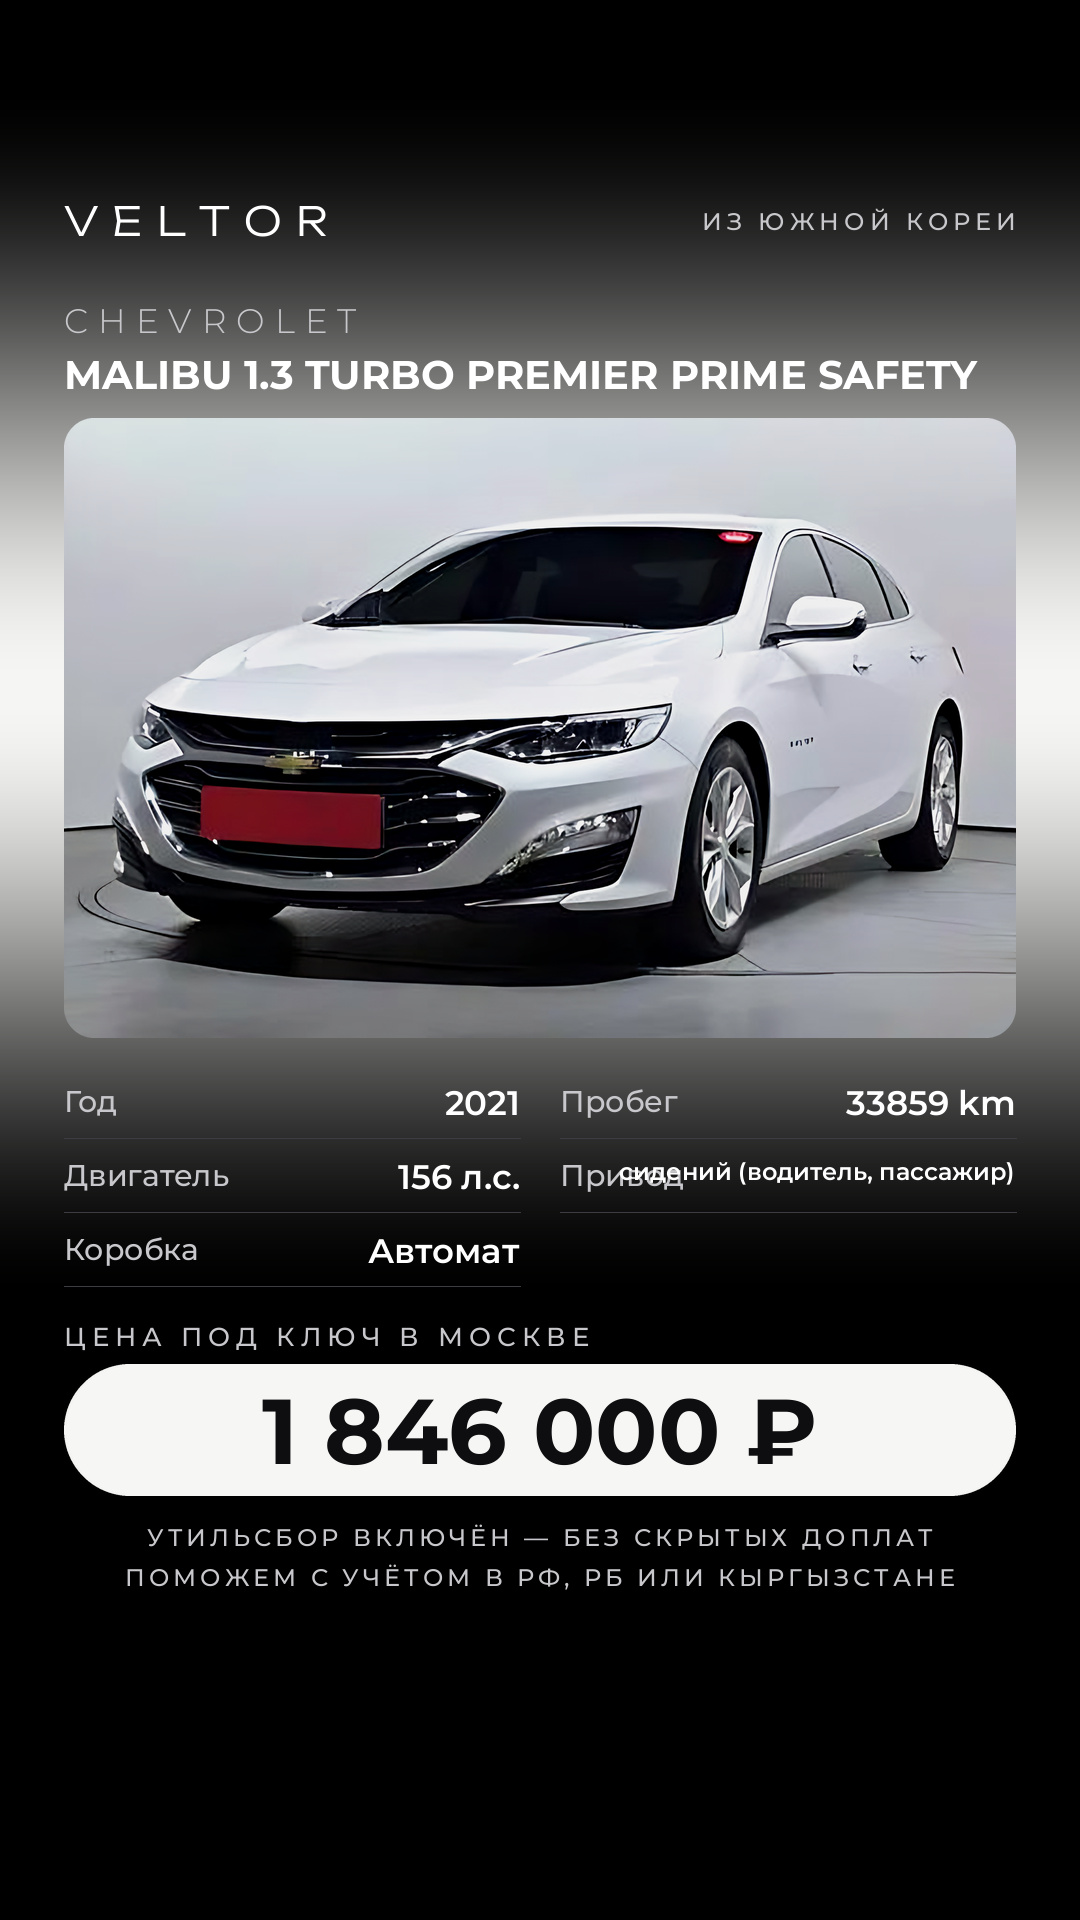 VELTOR
ИЗ ЮЖНОЙ КОРЕИ
CHEVROLET
MALIBU 1.3 TURBO PREMIER PRIME SAFETY
Год 2021
Пробег 33859 km
Двигатель 156 л.с.
Привод сидений (водитель, пассажир)
Коробка Автомат
ЦЕНА ПОД КЛЮЧ В МОСКВЕ
1 846 000 ₽
УТИЛЬСБОР ВКЛЮЧЁН — БЕЗ СКРЫТЫХ ДОПЛАТ
ПОМОЖЕМ С УЧЁТОМ В РФ, РБ ИЛИ КЫРГЫЗСТАНЕ